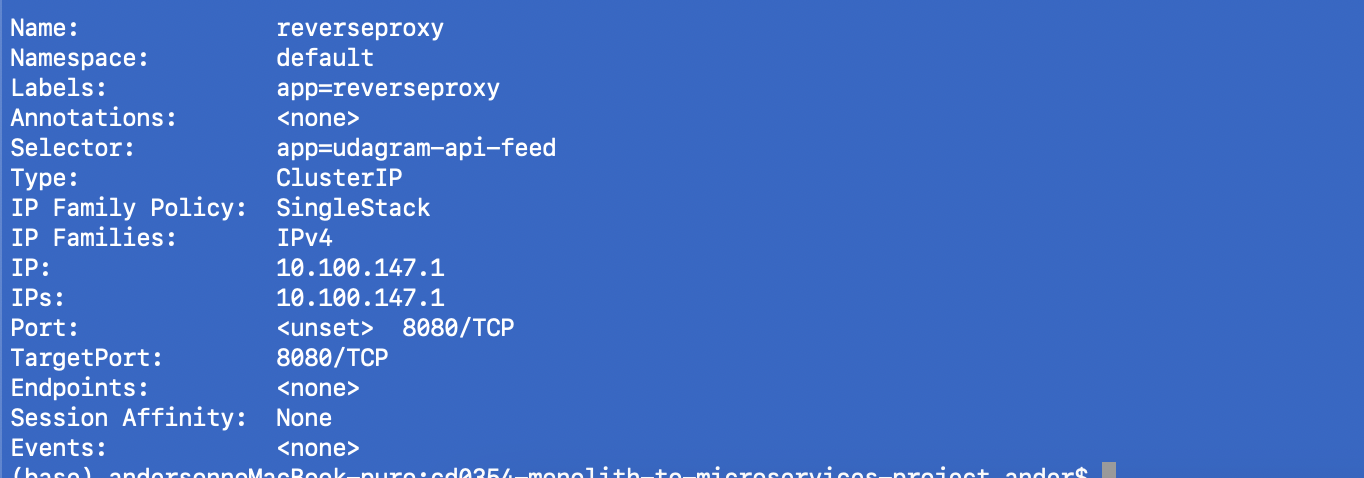 Name:              reverseproxy
Namespace:         default
Labels:            app=reverseproxy
Annotations:       <none>
Selector:          app=udagram-api-feed
Type:              ClusterIP
IP Family Policy:  SingleStack
IP Families:       IPv4
IP:                10.100.147.1
IPs:               10.100.147.1
Port:              <unset>  8080/TCP
TargetPort:        8080/TCP
Endpoints:         <none>
Session Affinity:  None
Events:            <none>
(base) andersonnoMacBook-puro:cd0354-monolith-to-microservices-project ander$